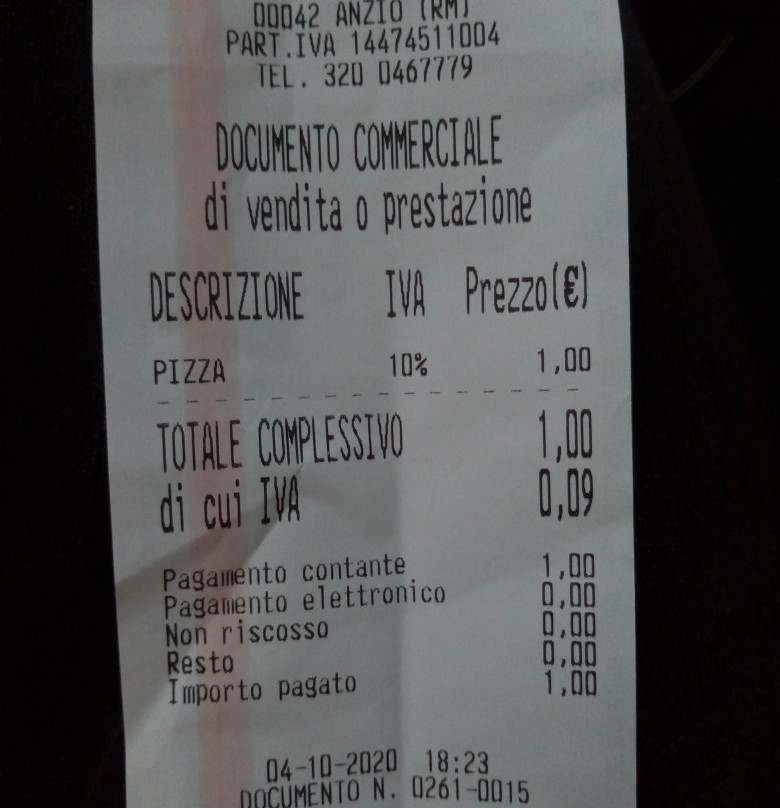 00042 ANZIO (RM)
PART.IVA 14474511004
TEL. 320 0467779
DOCUMENTO COMMERCIALE
di vendita o prestazione
DESCRIZIONE IVA Prezzo(€)
PIZZA 10% 1,00
TOTALE COMPLESSIVO 1,00
di cui IVA 0,09
Pagamento contante 1,00
Pagamento elettronico 0,00
Non riscosso 0,00
Resto 0,00
Importo pagato 1,00
04-10-2020 18:23
DOCUMENTO N. 0261-0015